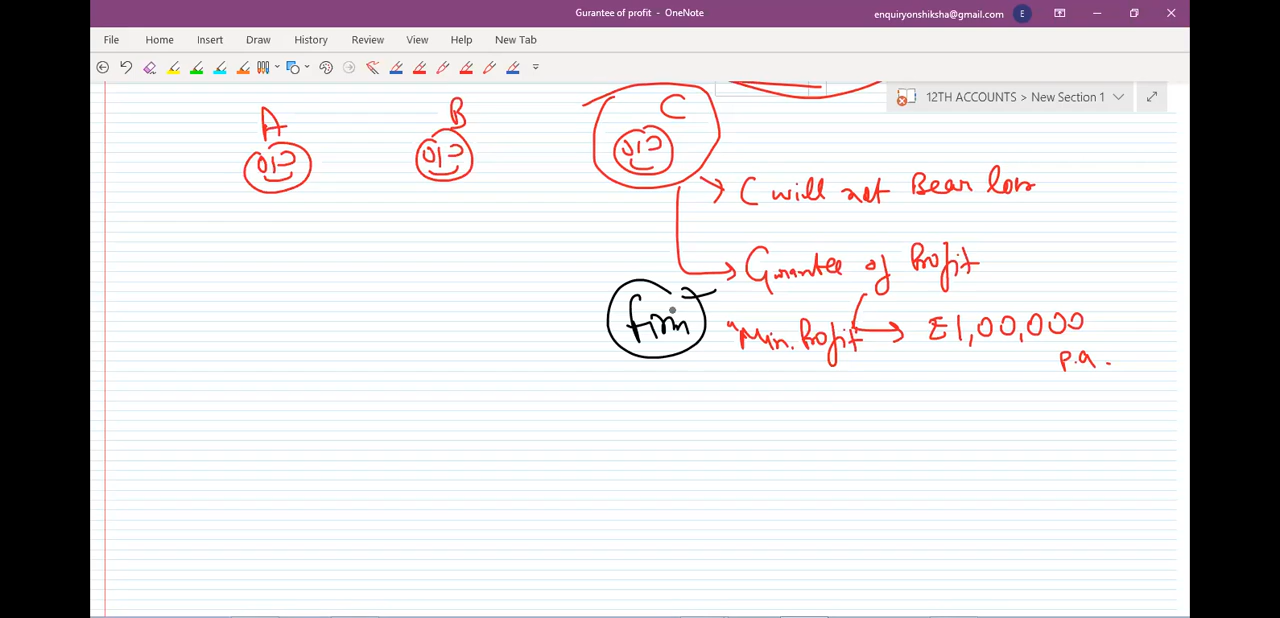 Gurantee of profit - OneNote
enquiryonshiksha@gmail.com E
File Home Insert Draw History Review View Help New Tab
12TH ACCOUNTS > New Section 1
A B C
C will not Bear loss
Gurantee of Profit
firm
"Min. Profit → ₹1,00,000
p.a.